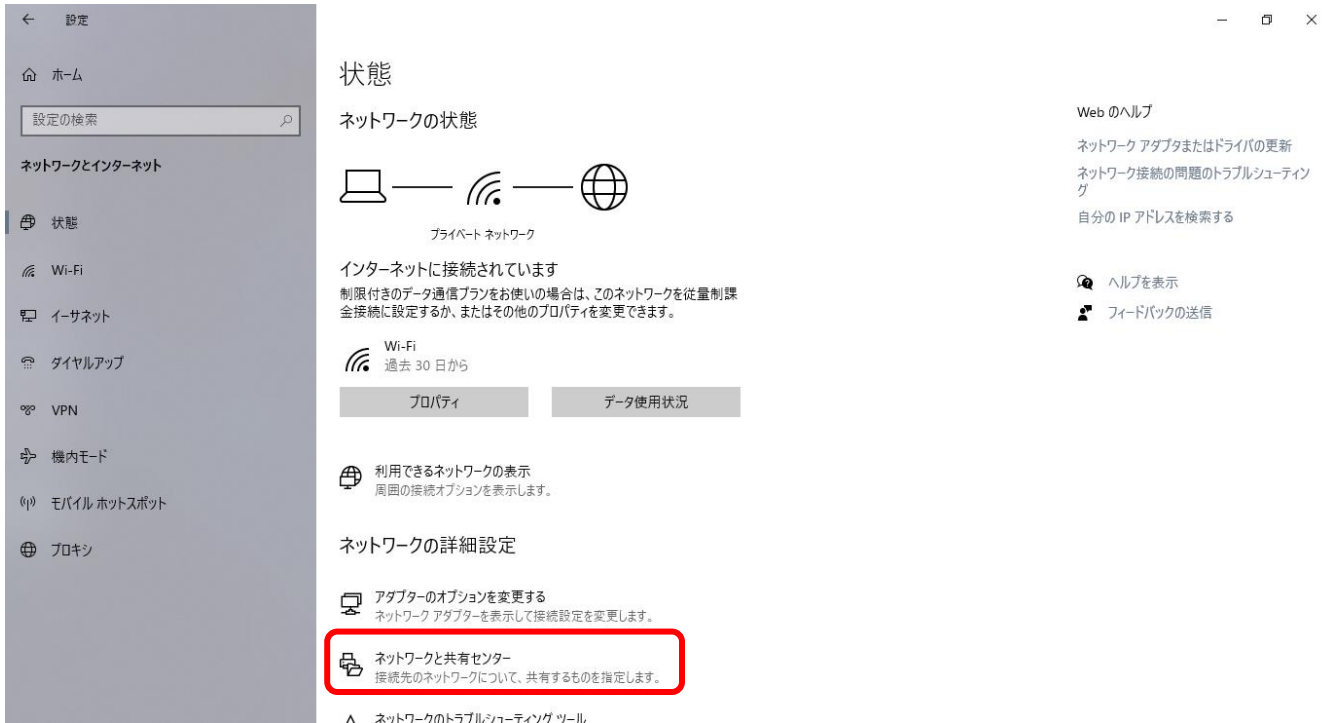 設定
ホーム
設定の検索
ネットワークとインターネット
状態
Wi-Fi
イーサネット
ダイヤルアップ
VPN
機内モード
モバイル ホットスポット
プロキシ
状態
ネットワークの状態
プライベート ネットワーク
インターネットに接続されています
制限付きのデータ通信プランをお使いの場合は、このネットワークを従量制課
金接続に設定するか、またはその他のプロパティを変更できます。
Wi-Fi
過去 30 日から
プロパティ
データ使用状況
利用できるネットワークの表示
周囲の接続オプションを表示します。
ネットワークの詳細設定
アダプターのオプションを変更する
ネットワーク アダプターを表示して接続設定を変更します。
ネットワークと共有センター
接続先のネットワークについて、共有するものを指定します。
ネットワークのトラブルシューティング ツール
Web のヘルプ
ネットワーク アダプタまたはドライバの更新
ネットワーク接続の問題のトラブルシューティン
グ
自分の IP アドレスを検索する
ヘルプを表示
フィードバックの送信